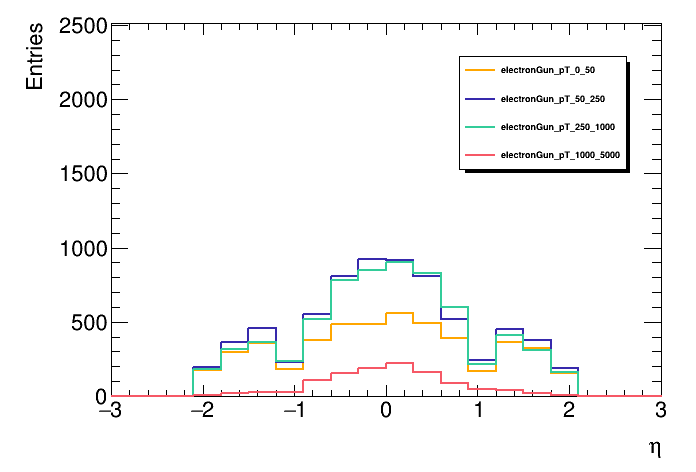 Entries
2500
2000
1500
1000
500
0
electronGun_pT_0_50
electronGun_pT_50_250
electronGun_pT_250_1000
electronGun_pT_1000_5000
−3 −2 −1 0 1 2 3
η